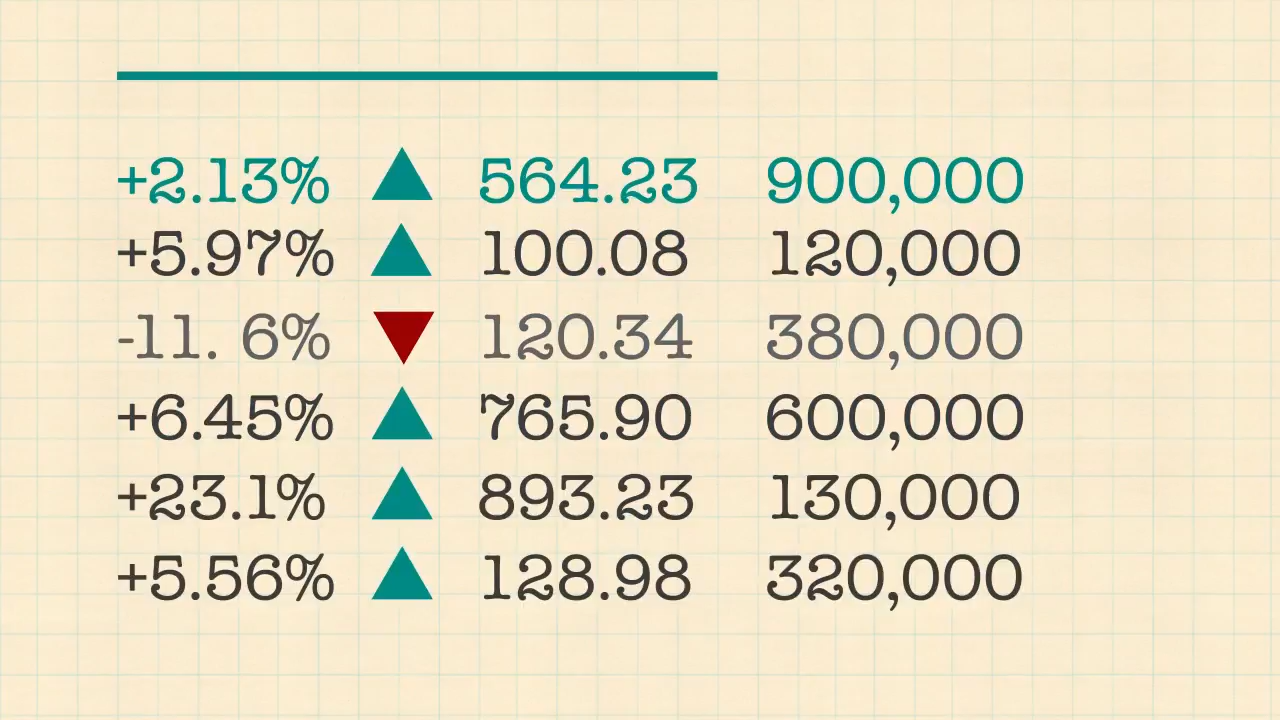 +2.13% ▲ 564.23 900,000
+5.97% ▲ 100.08 120,000
-11. 6% ▼ 120.34 380,000
+6.45% ▲ 765.90 600,000
+23.1% ▲ 893.23 130,000
+5.56% ▲ 128.98 320,000